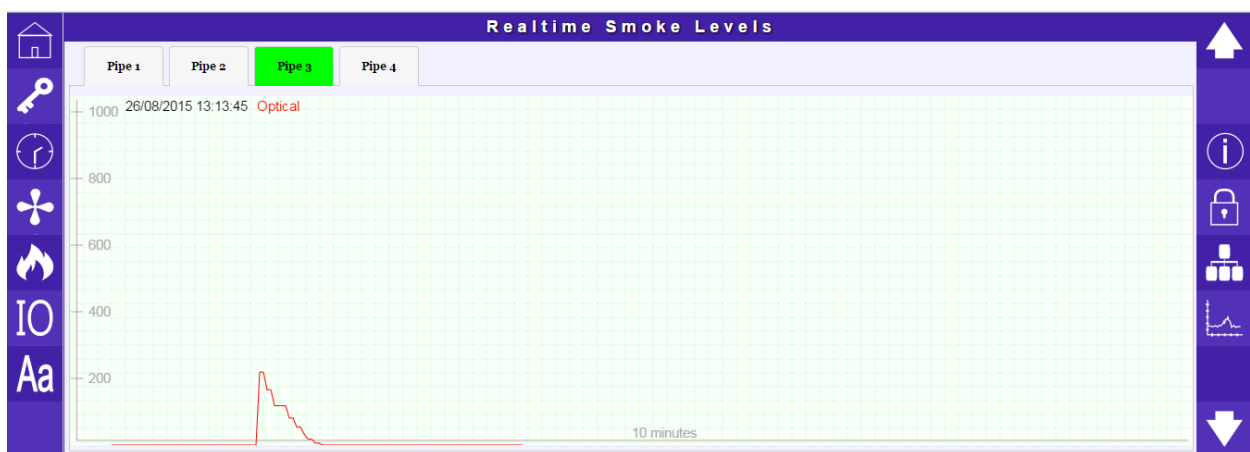 Realtime Smoke Levels
Pipe 1 Pipe 2 Pipe 3 Pipe 4
1000 26/08/2015 13:13:45 Optical
800
600
IO
400
Aa
200
10 minutes